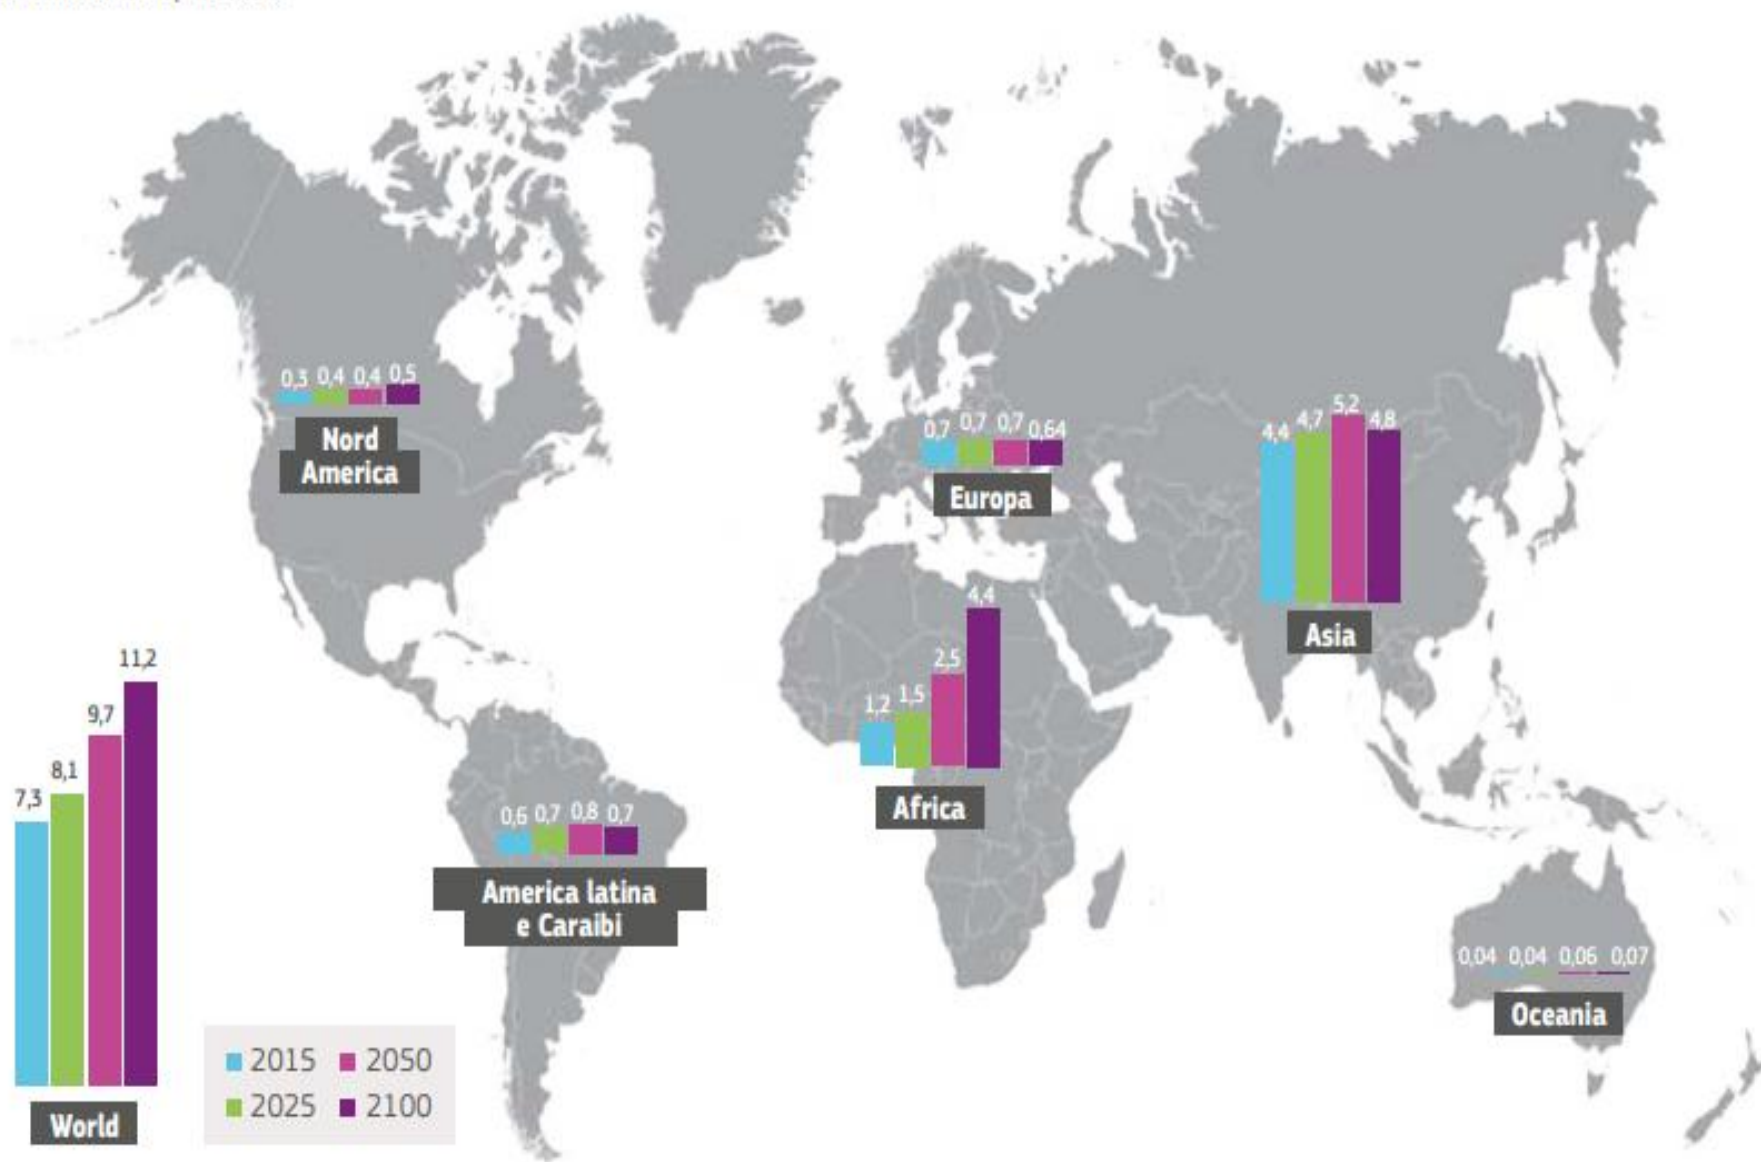 0,3 0,4 0,4 0,5
Nord
America
0,7 0,7 0,7 0,64
Europa
4,4 4,7 5,2 4,8
Asia
1,2 1,5 2,5 4,4
Africa
7,3 8,1 9,7 11,2
World
0,6 0,7 0,8 0,7
America latina
e Caraibi
0,04 0,04 0,06 0,07
Oceania
2015 2050
2025 2100